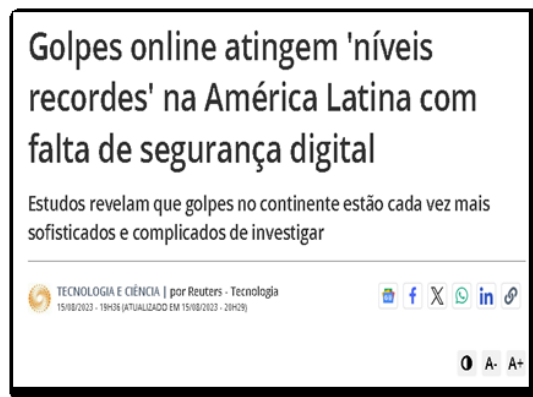 Golpes online atingem 'níveis
recordes' na América Latina com
falta de segurança digital
Estudos revelam que golpes no continente estão cada vez mais
sofisticados e complicados de investigar
TECNOLOGIA E CIÊNCIA | por Reuters - Tecnologia
15/08/2023 - 19H36 (ATUALIZADO EM 15/08/2023 - 20H29)
A- A+